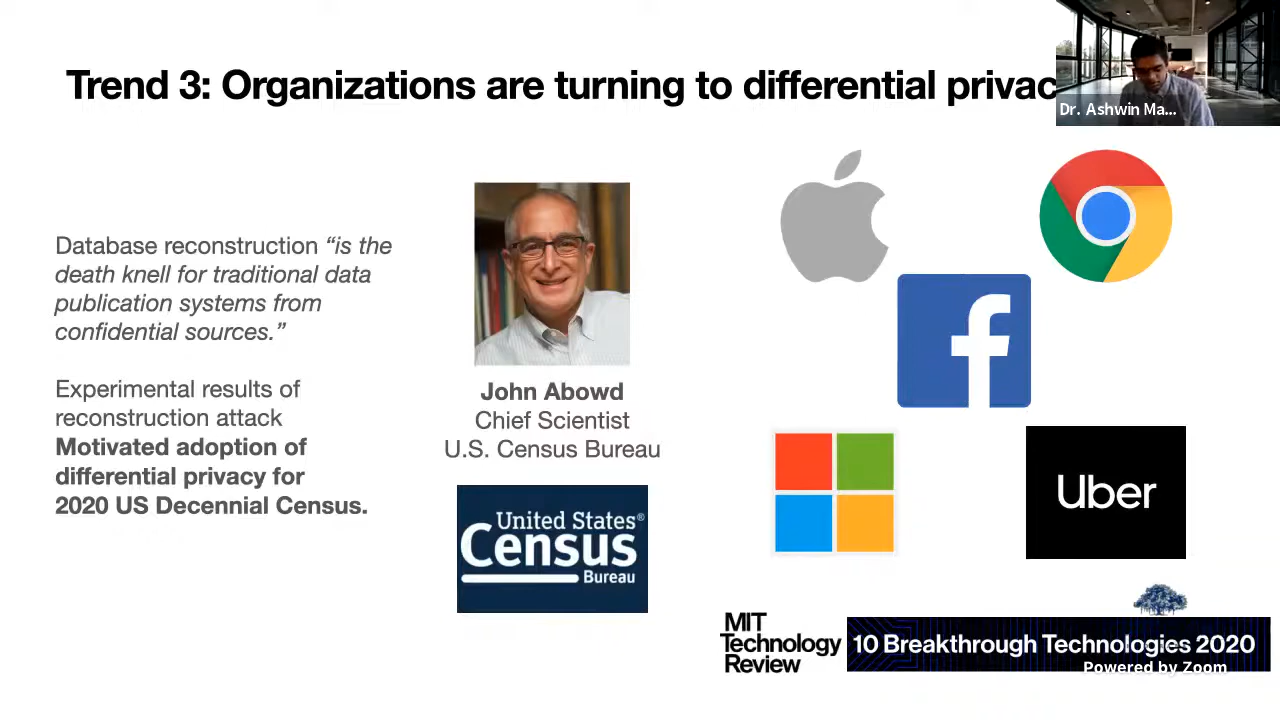 Trend 3: Organizations are turning to differential privac
Dr. Ashwin Ma...
Database reconstruction “is the
death knell for traditional data
publication systems from
confidential sources.”
Experimental results of
reconstruction attack
Motivated adoption of
differential privacy for
2020 US Decennial Census.
John Abowd
Chief Scientist
U.S. Census Bureau
United States®
Census
Bureau
f
Uber
MIT
Technology
Review
10 Breakthrough Technologies 2020
Powered by Zoom